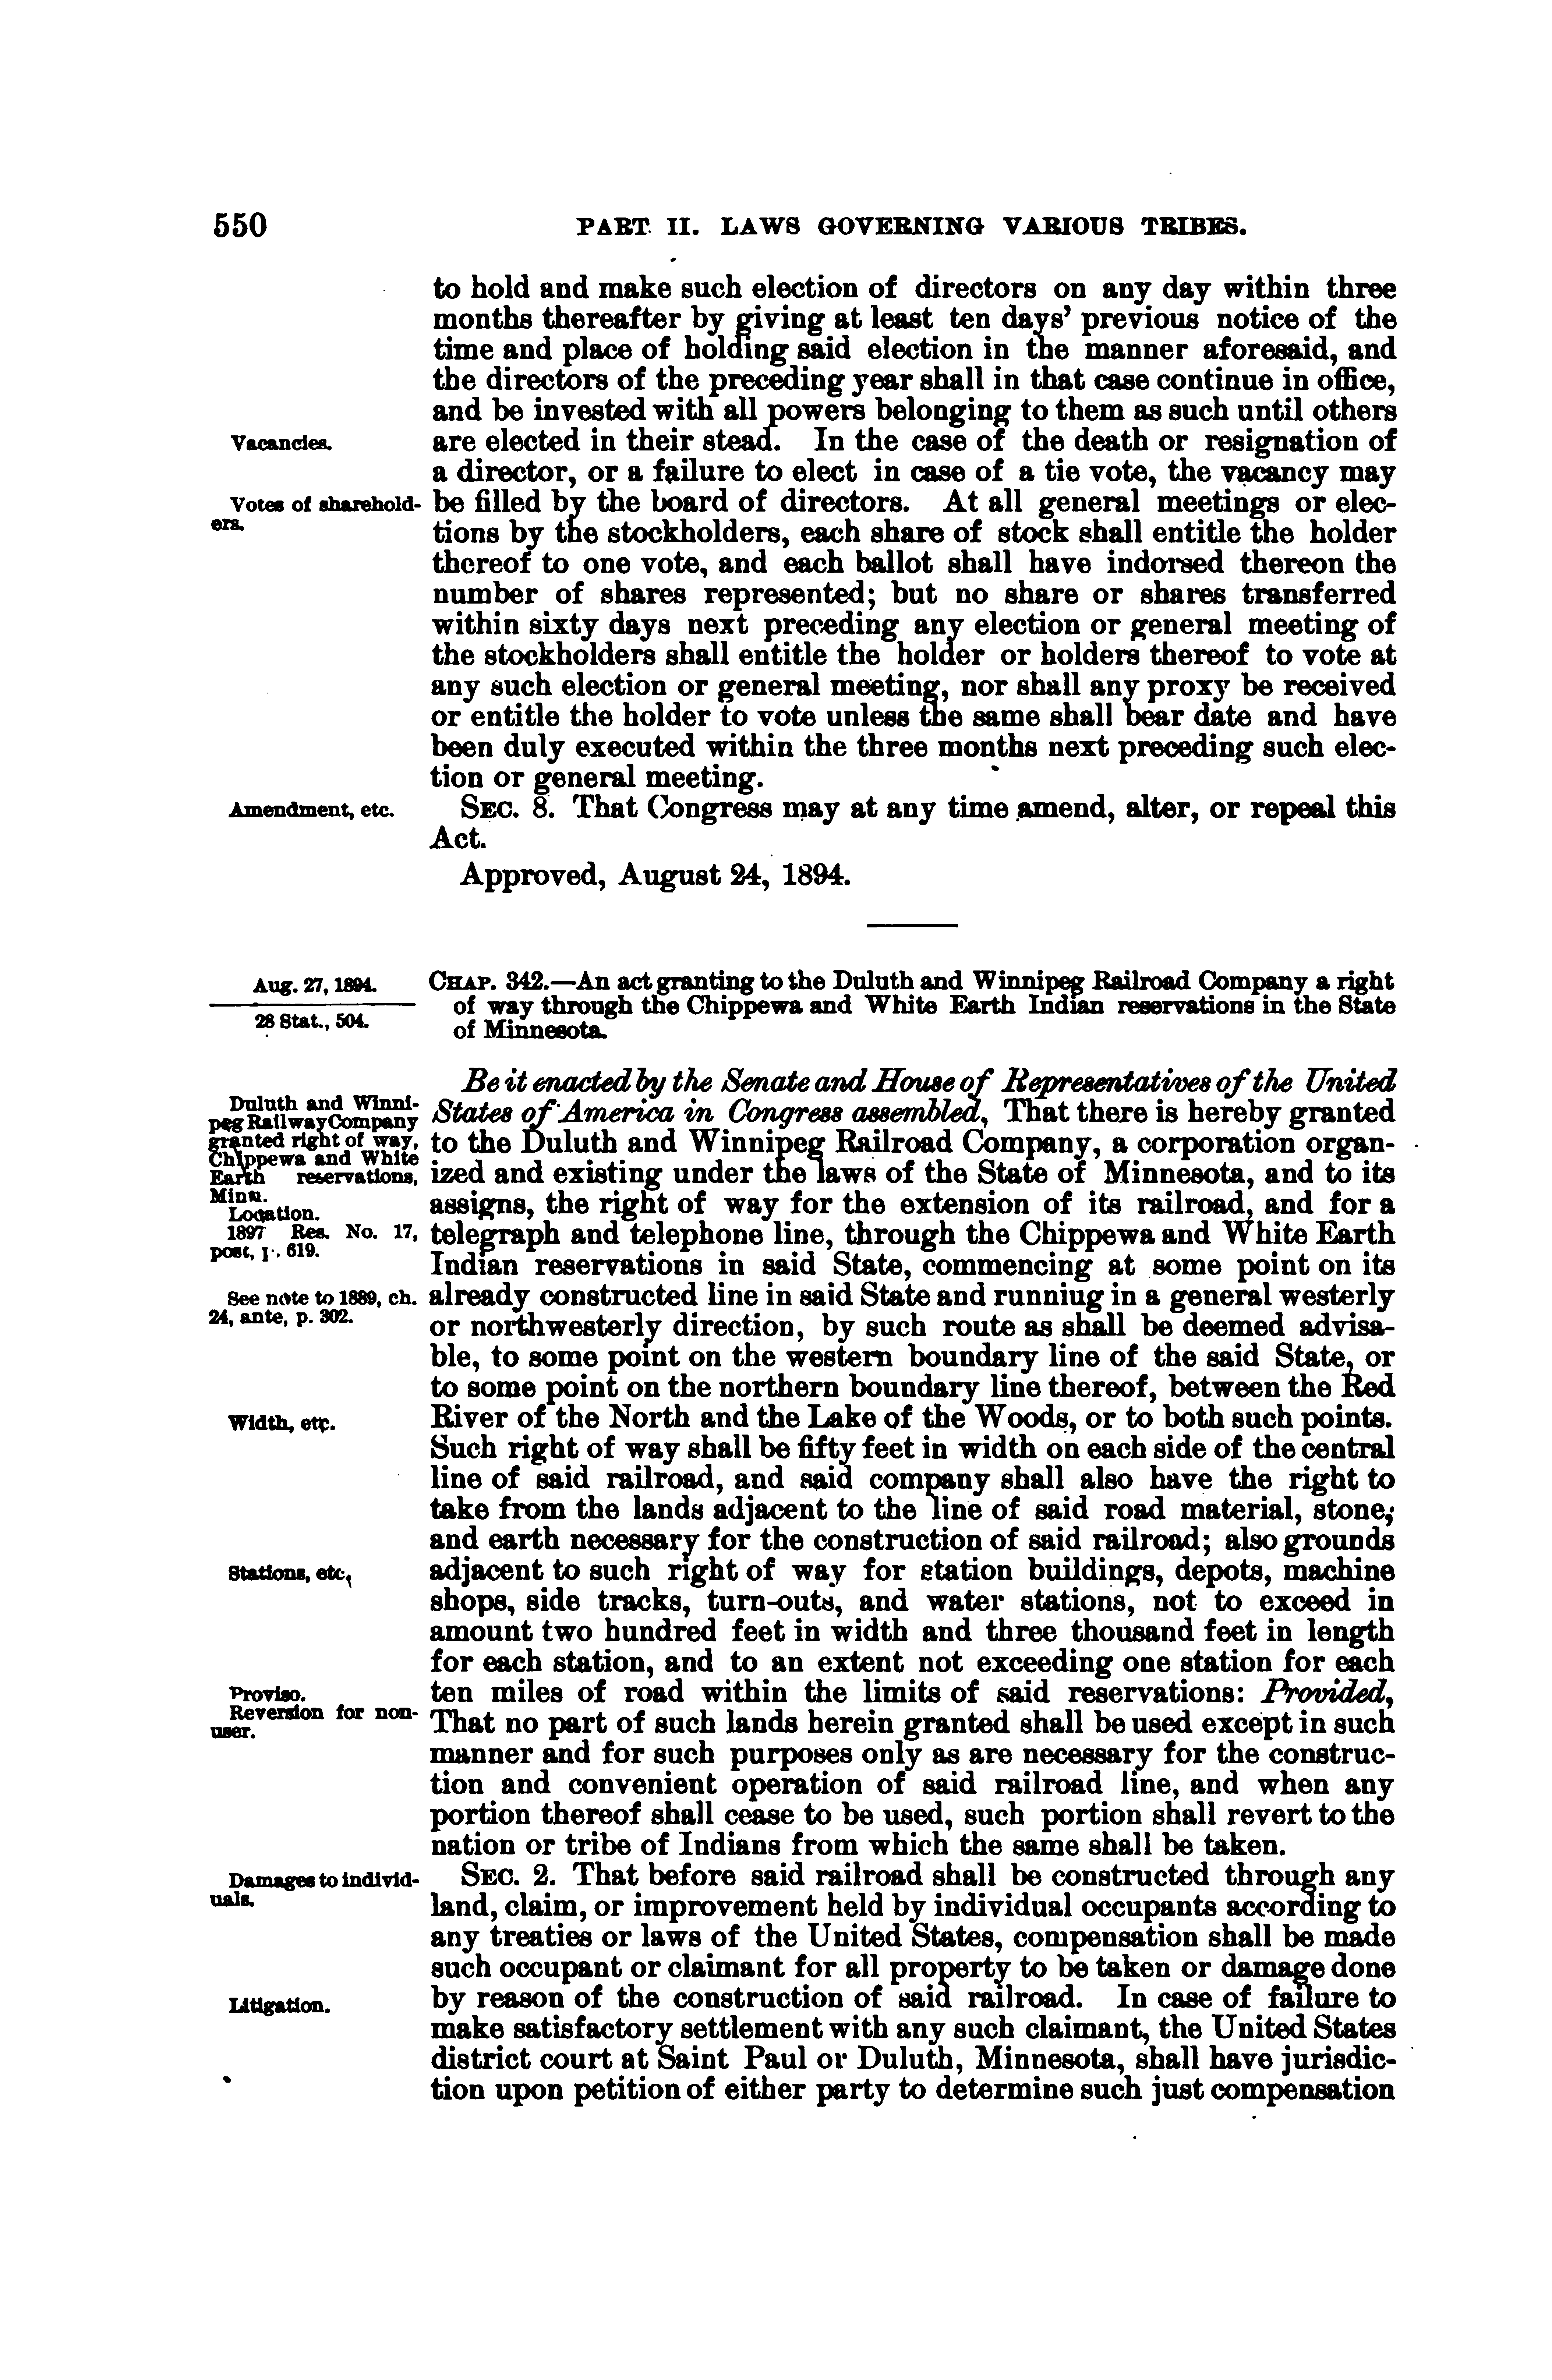 550
PART II. LAWS GOVERNING VARIOUS TRIBES.
to hold and make such election of directors on any day within three
months thereafter by giving at least ten days' previous notice of the
time and place of holding said election in the manner aforesaid, and
the directors of the preceding year shall in that case continue in office,
and be invested with all powers belonging to them as such until others
Vacancies.
are elected in their stead. In the case of the death or resignation of
a director, or a failure to elect in case of a tie vote, the vacancy may
Votes of sharehold-
ers.
be filled by the board of directors. At all general meetings or elec-
tions by the stockholders, each share of stock shall entitle the holder
thereof to one vote, and each ballot shall have indorsed thereon the
number of shares represented; but no share or shares transferred
within sixty days next preceding any election or general meeting of
the stockholders shall entitle the holder or holders thereof to vote at
any such election or general meeting, nor shall any proxy be received
or entitle the holder to vote unless the same shall bear date and have
been duly executed within the three months next preceding such elec-
tion or general meeting.
Amendment, etc.
SEC. 8. That Congress may at any time amend, alter, or repeal this
Act.
Approved, August 24, 1894.
Aug. 27, 1894.
28 Stat., 504.
CHAP. 342.—An act granting to the Duluth and Winnipeg Railroad Company a right
of way through the Chippewa and White Earth Indian reservations in the State
of Minnesota.
Be it enacted by the Senate and House of Representatives of the United
Duluth and Winni-
peg Railway Company
granted right of way,
Chippewa and White
Earth reservations,
Minn.
Location.
1897 Res. No. 17,
post, p. 619.
See note to 1889, ch.
24, ante, p. 302.
States of America in Congress assembled, That there is hereby granted
to the Duluth and Winnipeg Railroad Company, a corporation organ-
ized and existing under the laws of the State of Minnesota, and to its
assigns, the right of way for the extension of its railroad, and for a
telegraph and telephone line, through the Chippewa and White Earth
Indian reservations in said State, commencing at some point on its
already constructed line in said State and runniug in a general westerly
or northwesterly direction, by such route as shall be deemed advisa-
ble, to some point on the western boundary line of the said State, or
to some point on the northern boundary line thereof, between the Red
Width, etc.
River of the North and the Lake of the Woods, or to both such points.
Such right of way shall be fifty feet in width on each side of the central
line of said railroad, and said company shall also have the right to
take from the lands adjacent to the line of said road material, stone,
and earth necessary for the construction of said railroad; also grounds
Stations, etc.
adjacent to such right of way for station buildings, depots, machine
shops, side tracks, turn-outs, and water stations, not to exceed in
amount two hundred feet in width and three thousand feet in length
for each station, and to an extent not exceeding one station for each
Proviso.
Reversion for non-
user.
ten miles of road within the limits of said reservations: Provided,
That no part of such lands herein granted shall be used except in such
manner and for such purposes only as are necessary for the construc-
tion and convenient operation of said railroad line, and when any
portion thereof shall cease to be used, such portion shall revert to the
nation or tribe of Indians from which the same shall be taken.
Damages to individ-
uals.
SEC. 2. That before said railroad shall be constructed through any
land, claim, or improvement held by individual occupants according to
any treaties or laws of the United States, compensation shall be made
such occupant or claimant for all property to be taken or damage done
Litigation.
by reason of the construction of said railroad. In case of failure to
make satisfactory settlement with any such claimant, the United States
district court at Saint Paul or Duluth, Minnesota, shall have jurisdic-
tion upon petition of either party to determine such just compensation